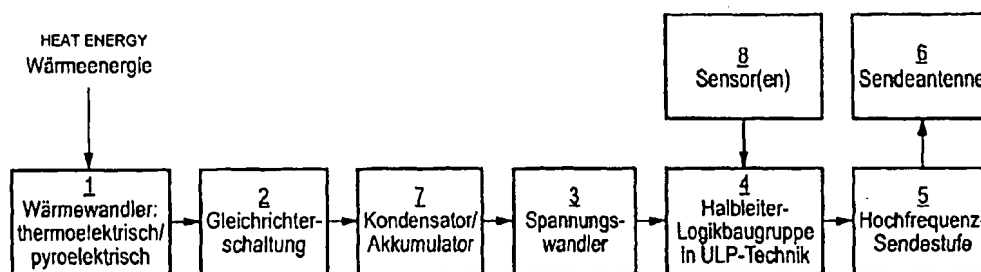 HEAT ENERGY
Wärmeenergie
8
Sensor(en)
6
Sendeantenne
1
Wärmewandler:
thermoelektrisch/
pyroelektrisch
2
Gleichrichter-
schaltung
7
Kondensator/
Akkumulator
3
Spannungs-
wandler
4
Halbleiter-
Logikbaugruppe
in ULP-Technik
5
Hochfrequenz-
Sendestufe